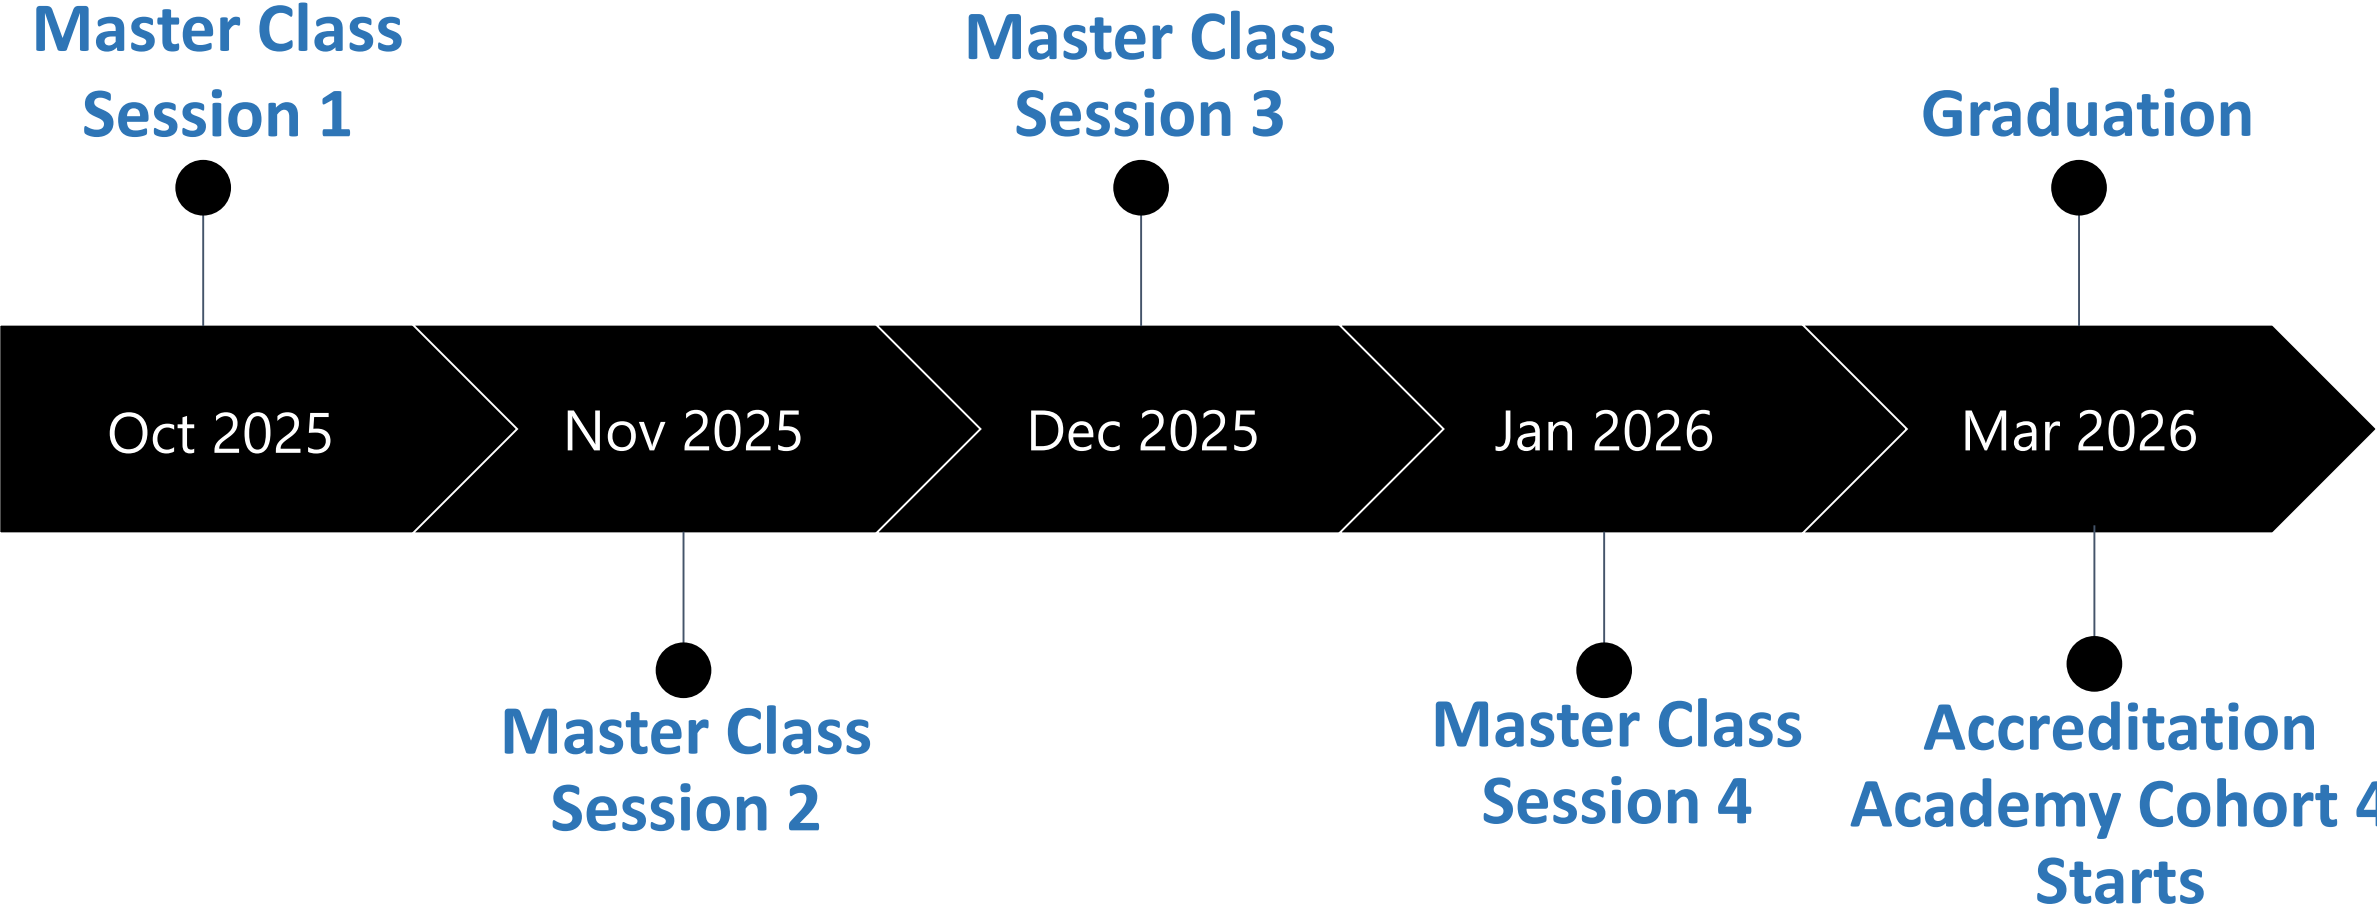 Master Class
Session 1
Master Class
Session 3
Graduation
Oct 2025
Nov 2025
Dec 2025
Jan 2026
Mar 2026
Master Class
Session 2
Master Class
Session 4
Accreditation
Academy Cohort 4
Starts